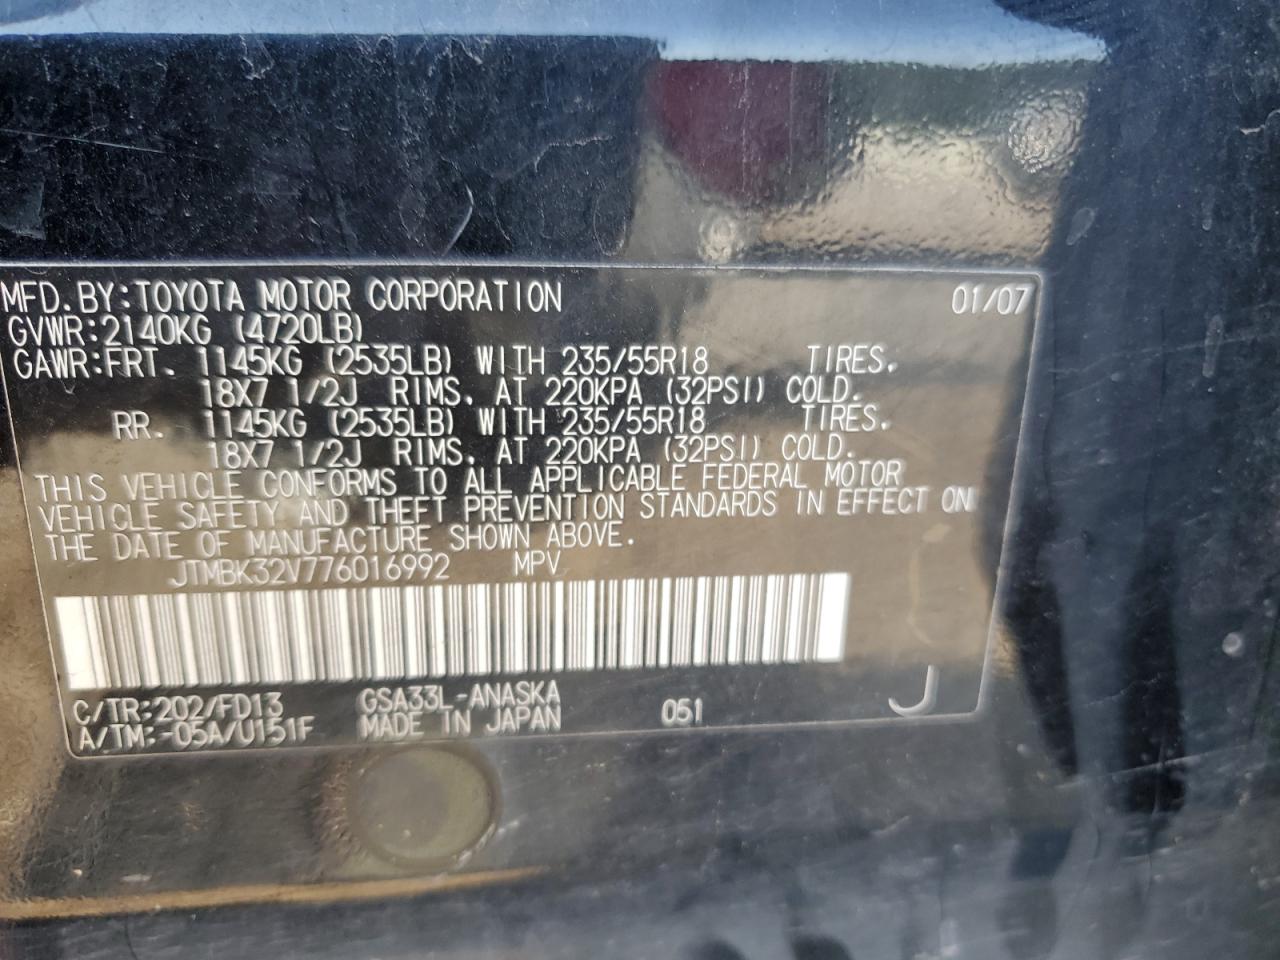 MFD. BY: TOYOTA MOTOR CORPORATION 01/07
GVWR: 2140KG (4720LB)
GAWR: FRT. 1145KG (2535LB) WITH 235/55R18 TIRES,
18X7 1/2J RIMS, AT 220KPA (32PSI) COLD.
RR. 1145KG (2535LB) WITH 235/55R18 TIRES,
18X7 1/2J RIMS, AT 220KPA (32PSI) COLD.
THIS VEHICLE CONFORMS TO ALL APPLICABLE FEDERAL MOTOR
VEHICLE SAFETY AND THEFT PREVENTION STANDARDS IN EFFECT ON
THE DATE OF MANUFACTURE SHOWN ABOVE.
JTMBK32V776016992 MPV
C/TR: 202/FD13 GSA33L-ANASKA
A/TM: -05A/U151F MADE IN JAPAN 051 J